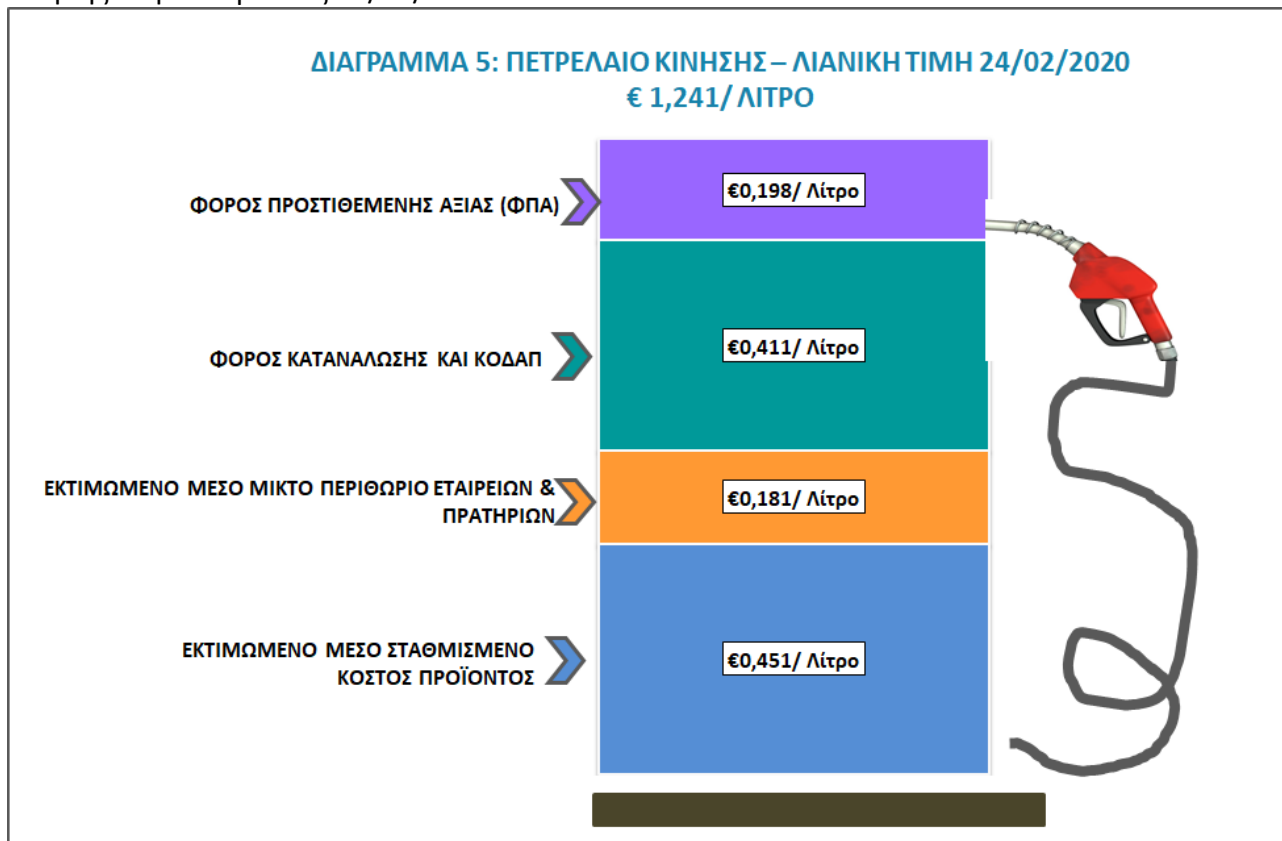 ΔΙΑΓΡΑΜΜΑ 5: ΠΕΤΡΕΛΑΙΟ ΚΙΝΗΣΗΣ – ΛΙΑΝΙΚΗ ΤΙΜΗ 24/02/2020
€ 1,241/ ΛΙΤΡΟ
ΦΟΡΟΣ ΠΡΟΣΤΙΘΕΜΕΝΗΣ ΑΞΙΑΣ (ΦΠΑ)
€0,198/ Λίτρο
ΦΟΡΟΣ ΚΑΤΑΝΑΛΩΣΗΣ ΚΑΙ ΚΟΔΑΠ
€0,411/ Λίτρο
ΕΚΤΙΜΩΜΕΝΟ ΜΕΣΟ ΜΙΚΤΟ ΠΕΡΙΘΩΡΙΟ ΕΤΑΙΡΕΙΩΝ &
ΠΡΑΤΗΡΙΩΝ
€0,181/ Λίτρο
ΕΚΤΙΜΩΜΕΝΟ ΜΕΣΟ ΣΤΑΘΜΙΣΜΕΝΟ
ΚΟΣΤΟΣ ΠΡΟΪΟΝΤΟΣ
€0,451/ Λίτρο